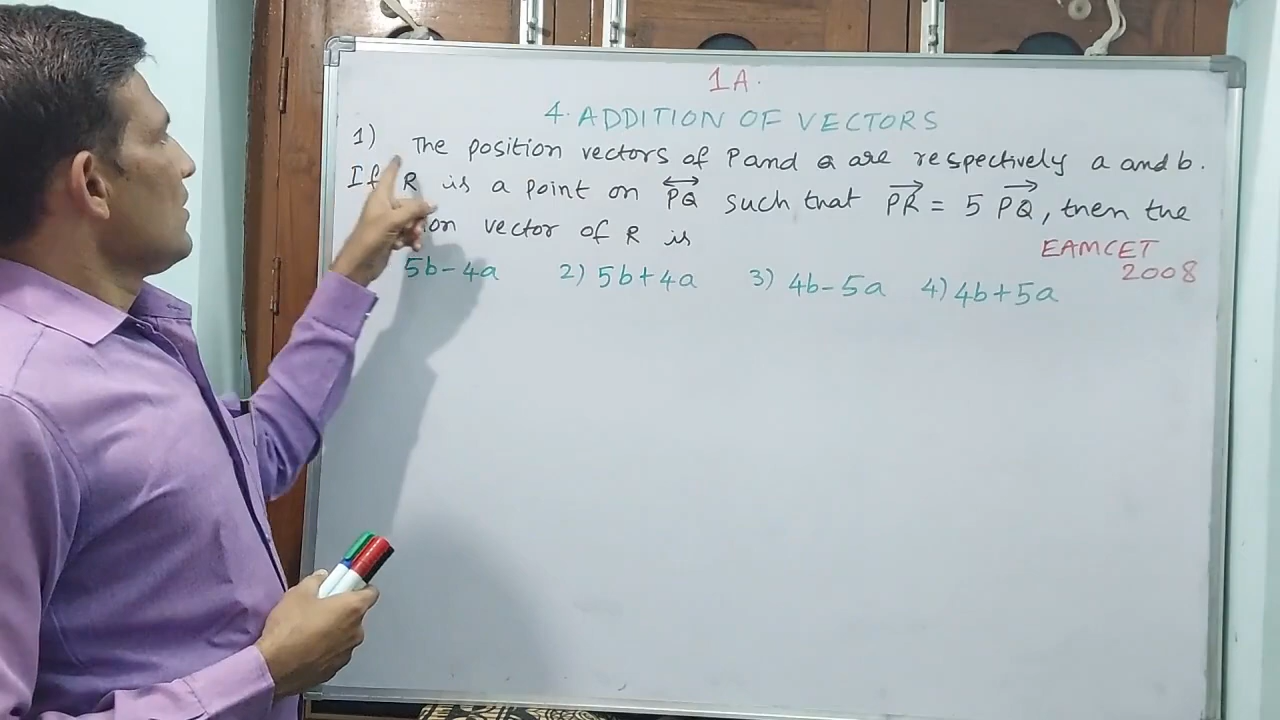 1A.
4. ADDITION OF VECTORS
1) The position vectors of P and Q are respectively a and b.
If R is a point on PQ such that PR = 5 PQ, then the
ion vector of R is
EAMCET
2008
5b-4a 2) 5b+4a 3) 4b-5a 4) 4b+5a